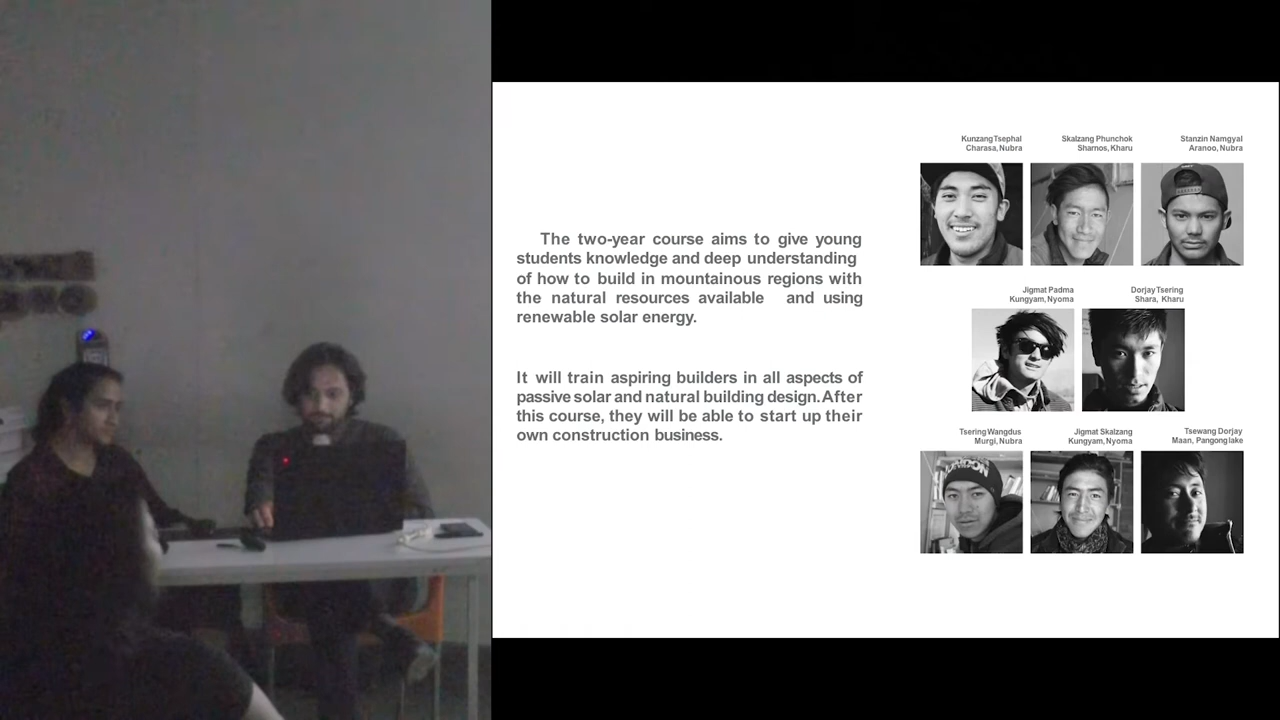 The two-year course aims to give young
students knowledge and deep understanding
of how to build in mountainous regions with
the natural resources available and using
renewable solar energy.
It will train aspiring builders in all aspects of
passive solar and natural building design. After
this course, they will be able to start up their
own construction business.
Kunzang Tsephal
Charasa, Nubra
Skalzang Phunchok
Sharnos, Kharu
Stanzin Namgyal
Aranoo, Nubra
Jigmat Padma
Kungyam, Nyoma
Dorjay Tsering
Shara, Kharu
Tsering Wangdus
Murgi, Nubra
Jigmat Skalzang
Kungyam, Nyoma
Tsewang Dorjay
Maan, Pangong lake
LONDON